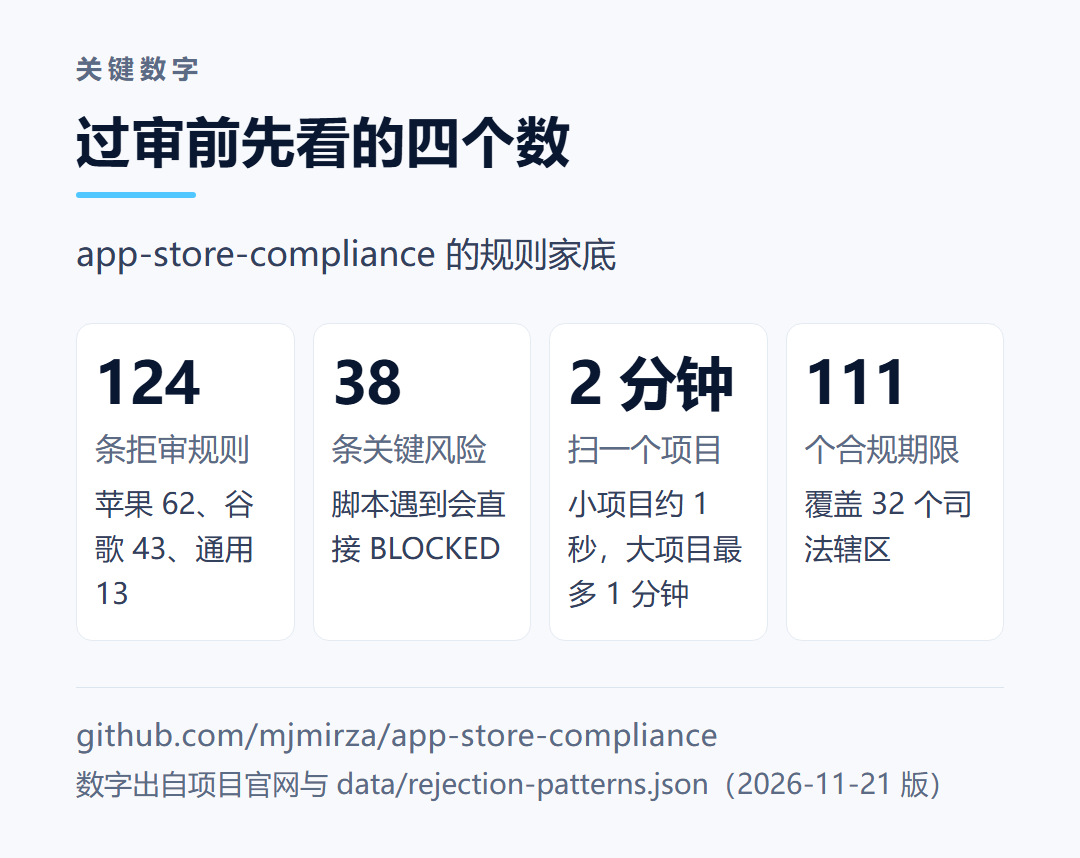 关键数字
过审前先看的四个数
app-store-compliance 的规则家底
124
条拒审规则
苹果 62、谷
歌 43、通用
13
38
条关键风险
脚本遇到会直
接 BLOCKED
2 分钟
扫一个项目
小项目约 1
秒，大项目最
多 1 分钟
111
个合规期限
覆盖 32 个司
法辖区
github.com/mjmirza/app-store-compliance
数字出自项目官网与 data/rejection-patterns.json（2026-11-21 版）